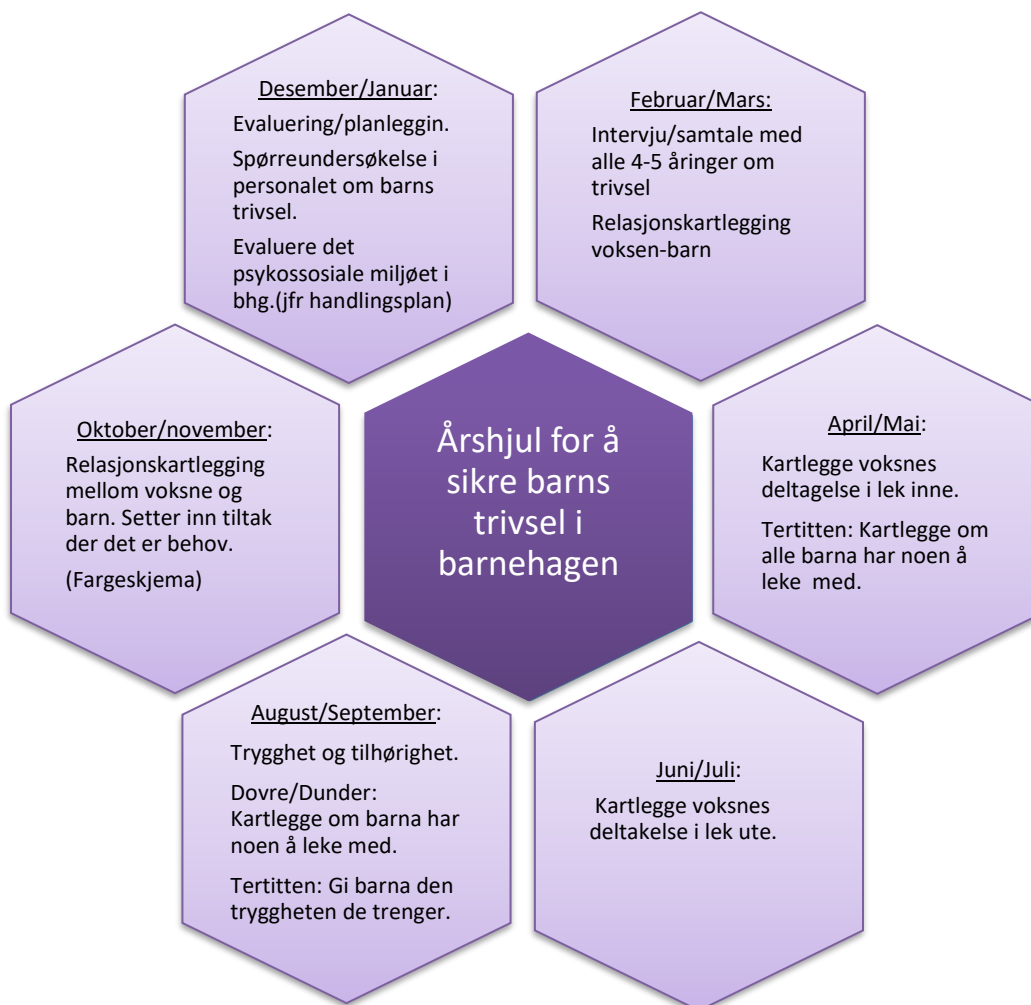 Desember/Januar:
Evaluering/planleggin.
Spørreundersøkelse i
personalet om barns
trivsel.
Evaluere det
psykossosiale miljøet i
bhg.(jfr handlingsplan)
Februar/Mars:
Intervju/samtale med
alle 4-5 åringer om
trivsel
Relasjonskartlegging
voksen-barn
Oktober/november:
Relasjonskartlegging
mellom voksne og
barn. Setter inn tiltak
der det er behov.
(Fargeskjema)
Årshjul for å
sikre barns
trivsel i
barnehagen
April/Mai:
Kartlegge voksnes
deltagelse i lek inne.
Tertitten: Kartlegge om
alle barna har noen å
leke med.
August/September:
Trygghet og tilhørighet.
Dovre/Dunder:
Kartlegge om barna har
noen å leke med.
Tertitten: Gi barna den
tryggheten de trenger.
Juni/Juli:
Kartlegge voksnes
deltakelse i lek ute.